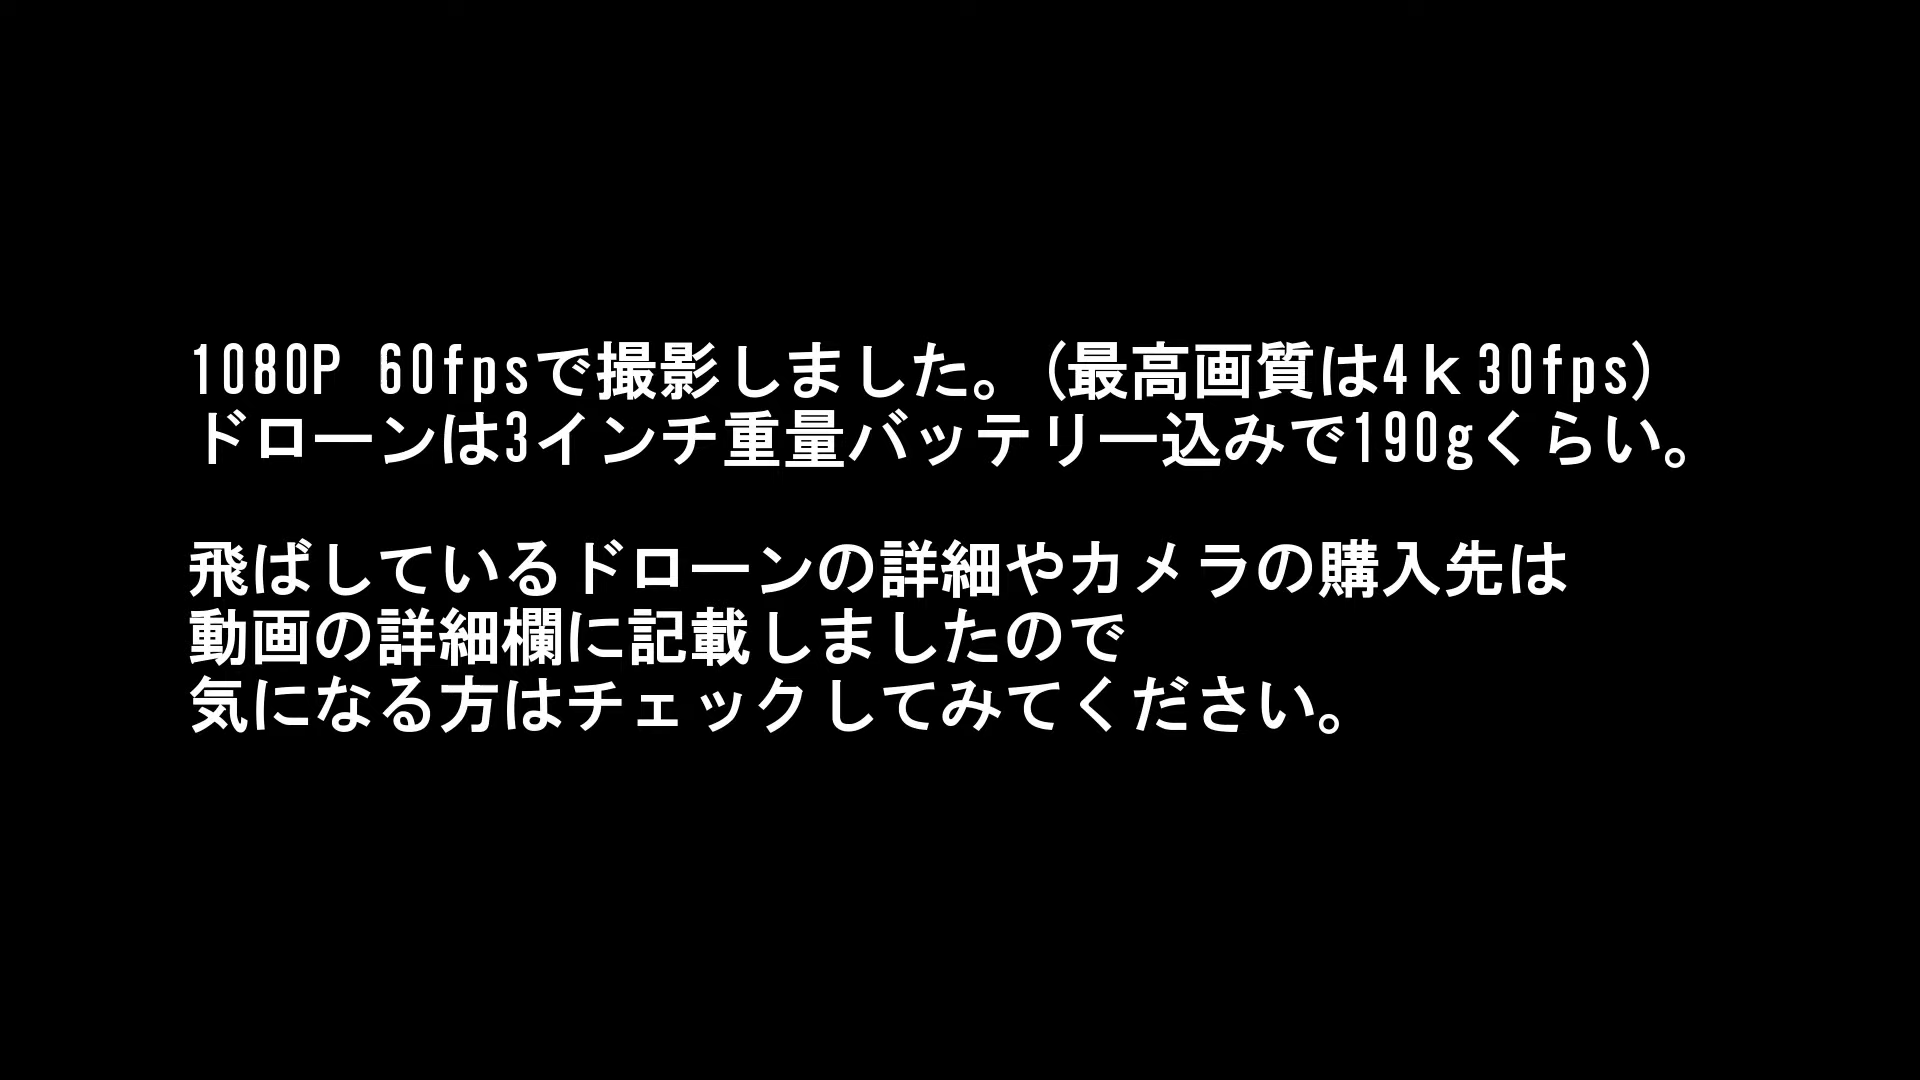 1080P 60fpsで撮影しました。(最高画質は4ｋ30fps)
ドローンは3インチ重量バッテリー込みで190gくらい。
飛ばしているドローンの詳細やカメラの購入先は
動画の詳細欄に記載しましたので
気になる方はチェックしてみてください。